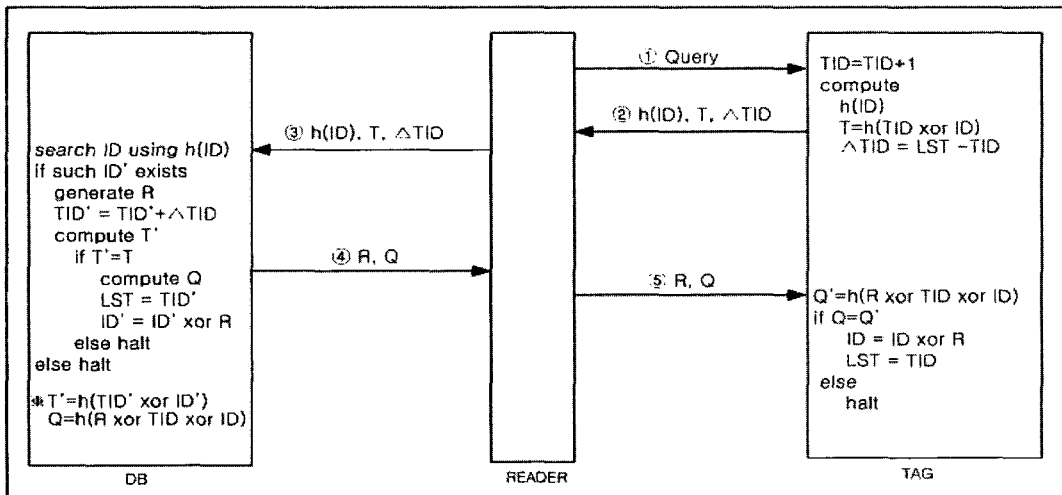 ① Query
② h(ID), T, △TID
③ h(ID), T, △TID
④ R, Q
⑤ R, Q
search ID using h(ID)
if such ID' exists
generate R
TID' = TID'+△TID
compute T'
if T'=T
compute Q
LST = TID'
ID' = ID' xor R
else halt
else halt
※T'=h(TID' xor ID')
Q=h(R xor TID xor ID)
DB
READER
TID=TID+1
compute
h(ID)
T=h(TID xor ID)
△TID = LST -TID
Q'=h(R xor TID xor ID)
if Q=Q'
ID = ID xor R
LST = TID
else
halt
TAG